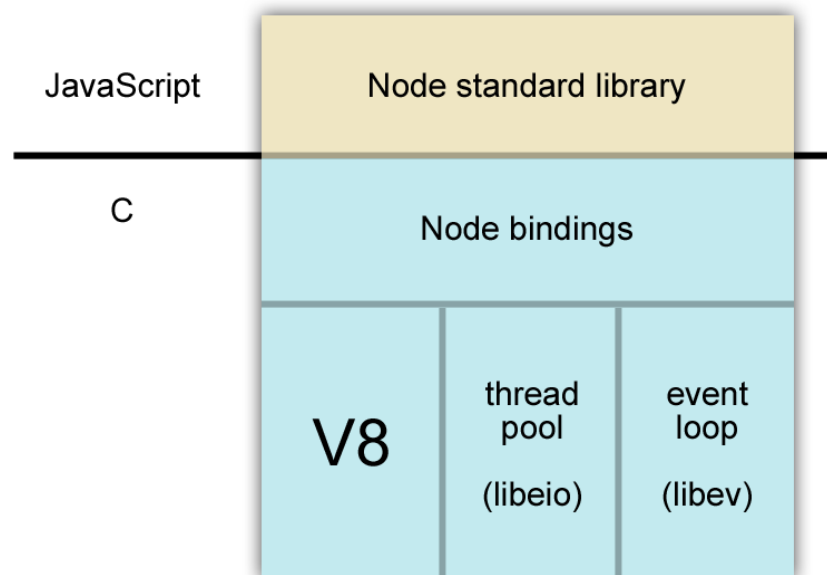 JavaScript
Node standard library
C
Node bindings
V8
thread
pool
(libeio)
event
loop
(libev)